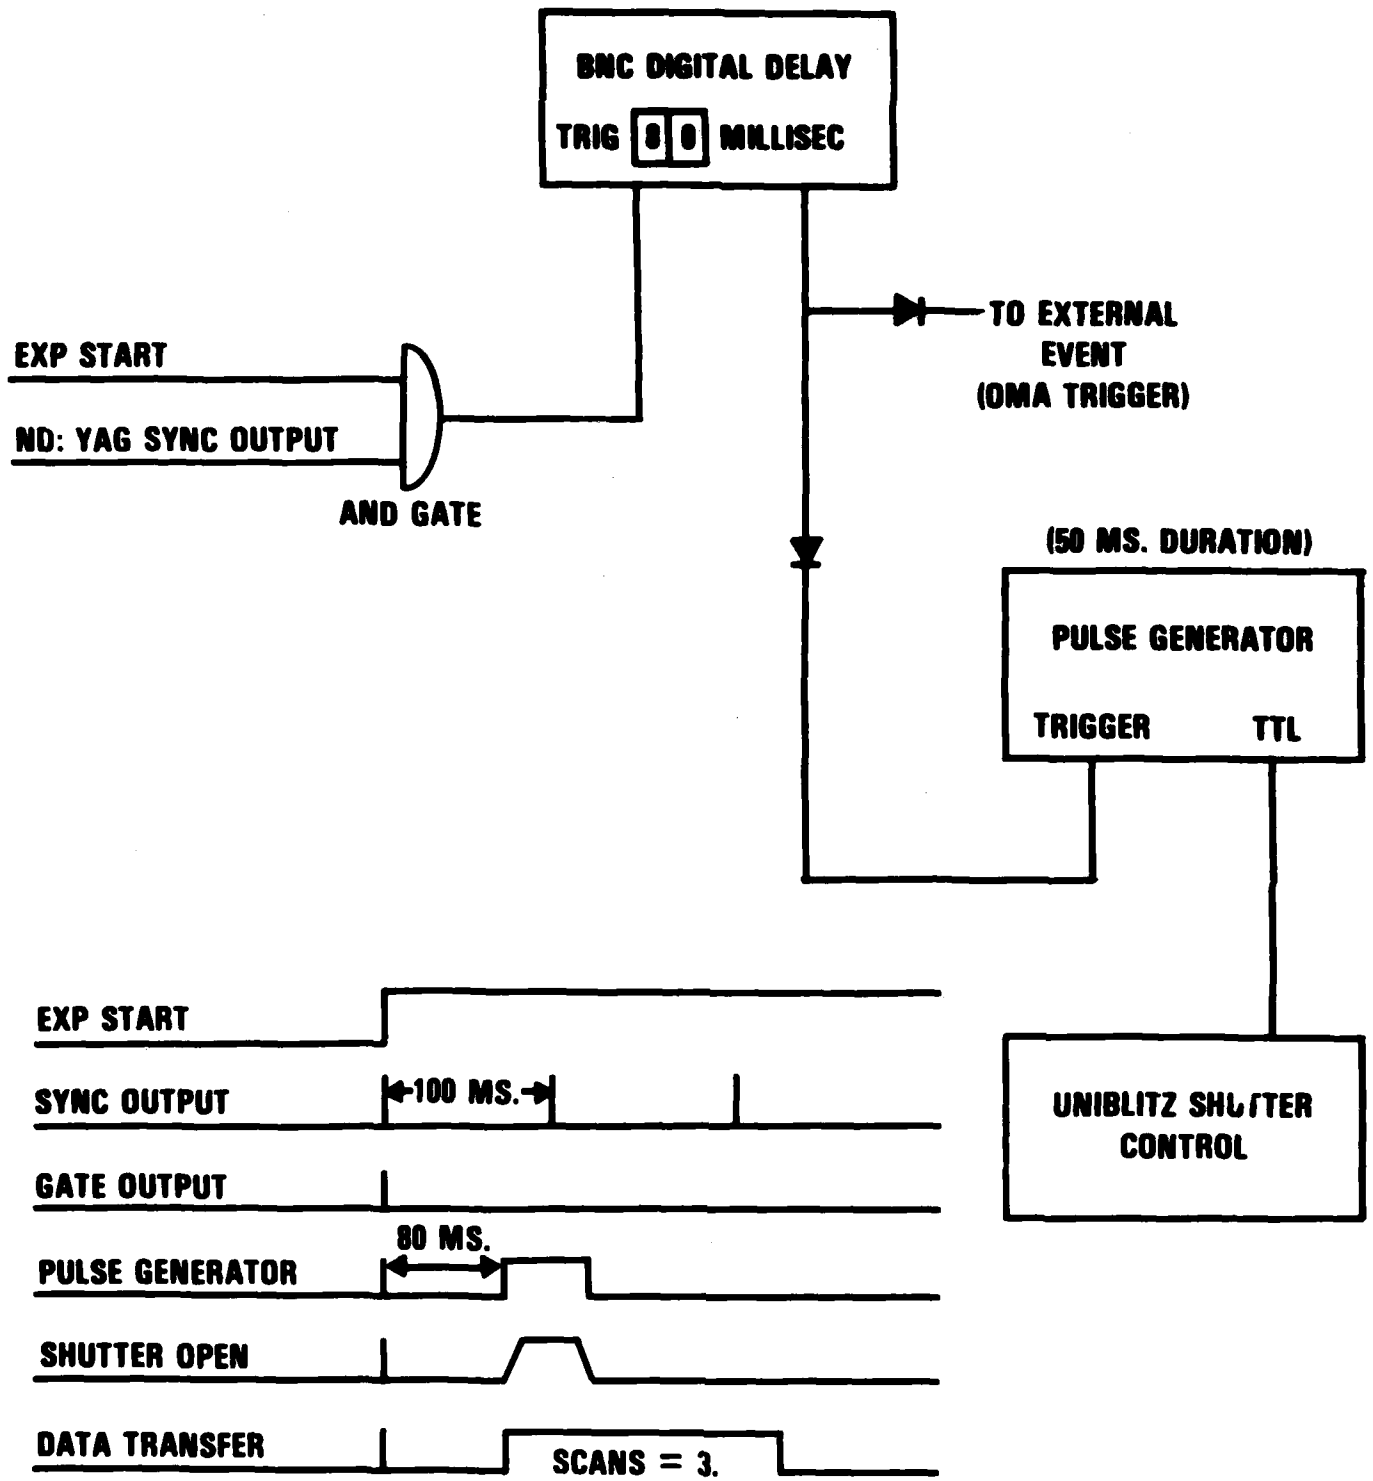 BNC DIGITAL DELAY
TRIG 80 MILLISEC
TO EXTERNAL
EVENT
(OMA TRIGGER)
EXP START
ND: YAG SYNC OUTPUT
AND GATE
(50 MS. DURATION)
PULSE GENERATOR
TRIGGER TTL
UNIBLITZ SHUTTER
CONTROL
EXP START
SYNC OUTPUT
100 MS.
GATE OUTPUT
80 MS.
PULSE GENERATOR
SHUTTER OPEN
DATA TRANSFER
SCANS = 3.